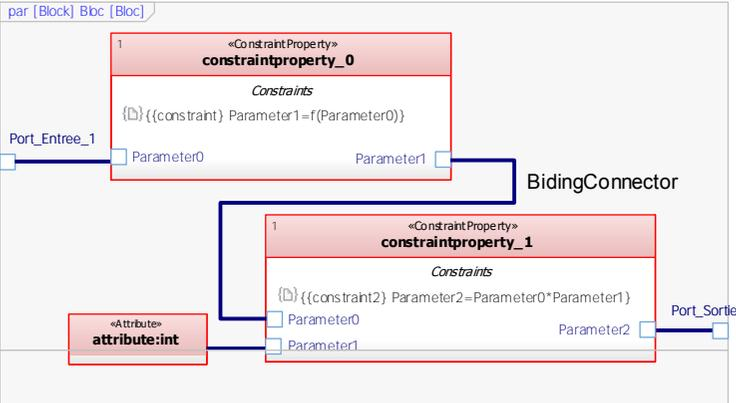 par [Block] Bloc [Bloc]
1
«ConstraintProperty»
constraintproperty_0
Constraints
{{constraint} Parameter1=f(Parameter0)}
Port_Entree_1
Parameter0
Parameter1
BidingConnector
1
«ConstraintProperty»
constraintproperty_1
Constraints
{{constraint2} Parameter2=Parameter0*Parameter1}
Port_Sortie
Parameter0
«Attribute»
attribute:int
Parameter2
Parameter1